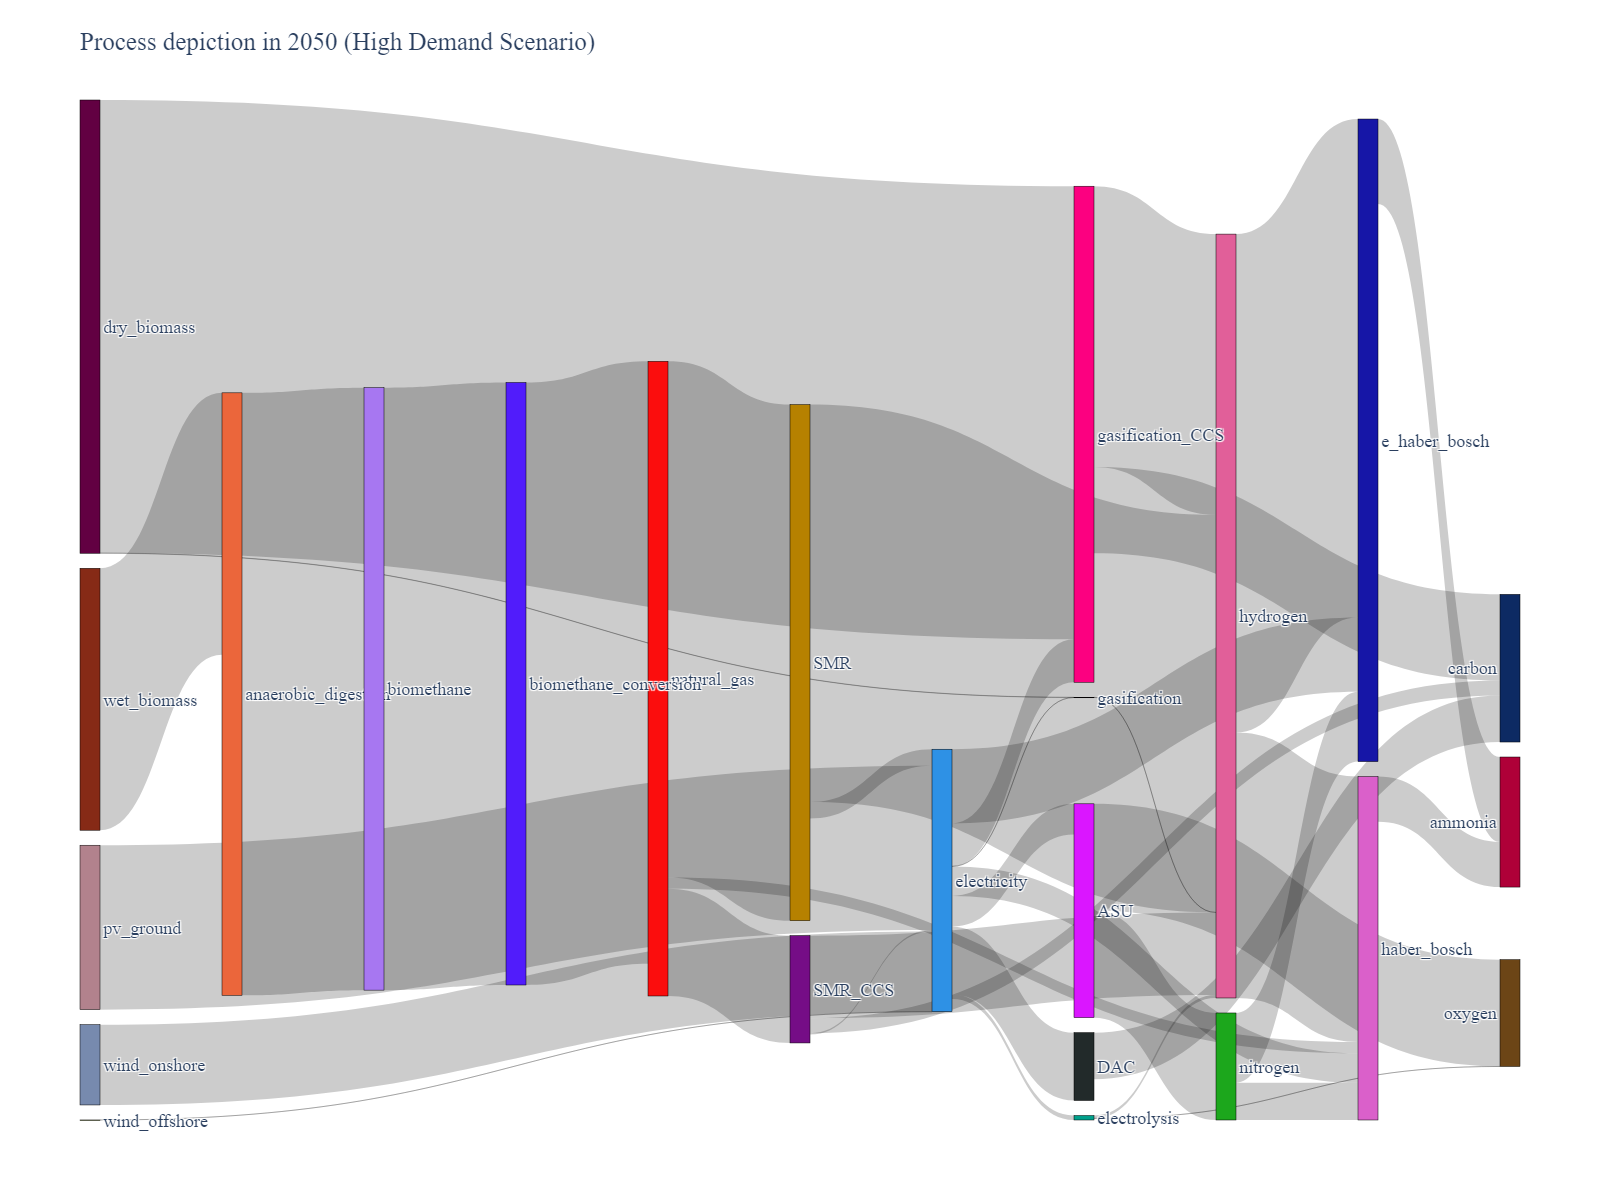 Process depiction in 2050 (High Demand Scenario)
dry_biomass
wet_biomass
pv_ground
wind_onshore
wind_offshore
anaerobic_digestion
biomethane
biomethane_conversion
natural_gas
SMR
SMR_CCS
electricity
gasification_CCS
gasification
ASU
DAC
electrolysis
hydrogen
nitrogen
e_haber_bosch
haber_bosch
carbon
ammonia
oxygen